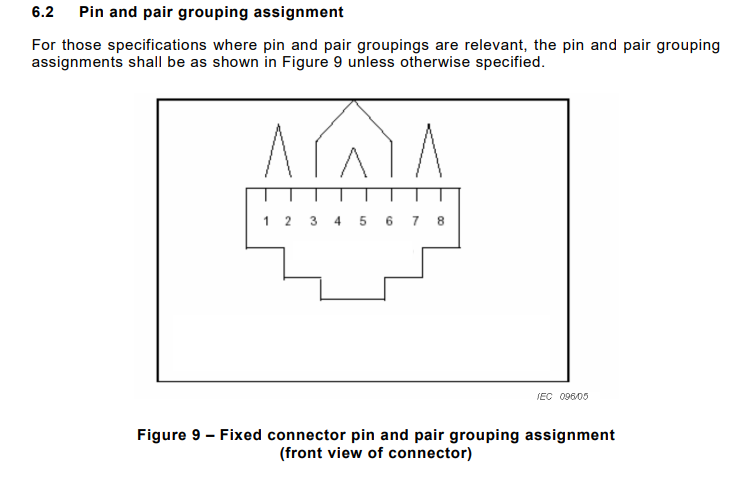 6.2 Pin and pair grouping assignment
For those specifications where pin and pair groupings are relevant, the pin and pair grouping
assignments shall be as shown in Figure 9 unless otherwise specified.
1 2 3 4 5 6 7 8
IEC 096/05
Figure 9 – Fixed connector pin and pair grouping assignment
(front view of connector)